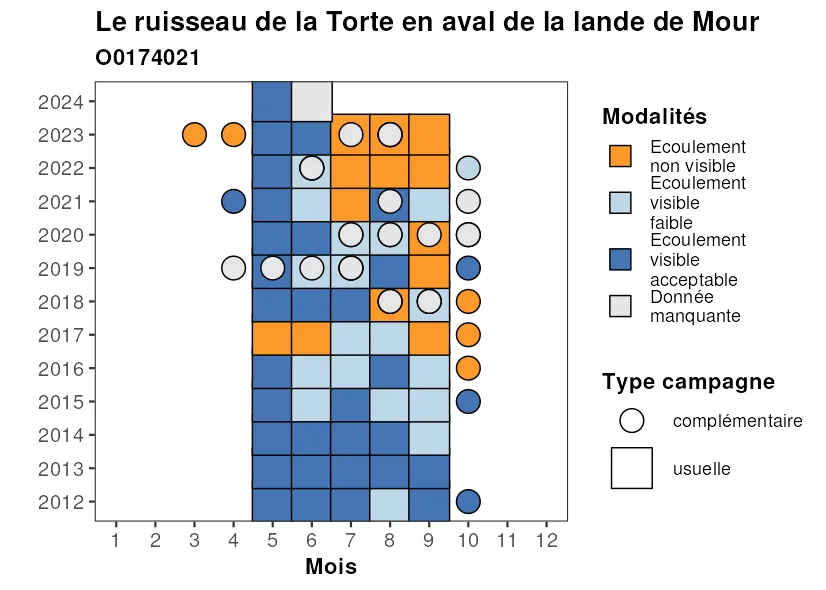 Le ruisseau de la Torte en aval de la lande de Mour
O0174021
2024
2023
2022
2021
2020
2019
2018
2017
2016
2015
2014
2013
2012
1 2 3 4 5 6 7 8 9 10 11 12
Mois
Modalités
Ecoulement
non visible
Ecoulement
visible
faible
Ecoulement
visible
acceptable
Donnée
manquante
Type campagne
complémentaire
usuelle